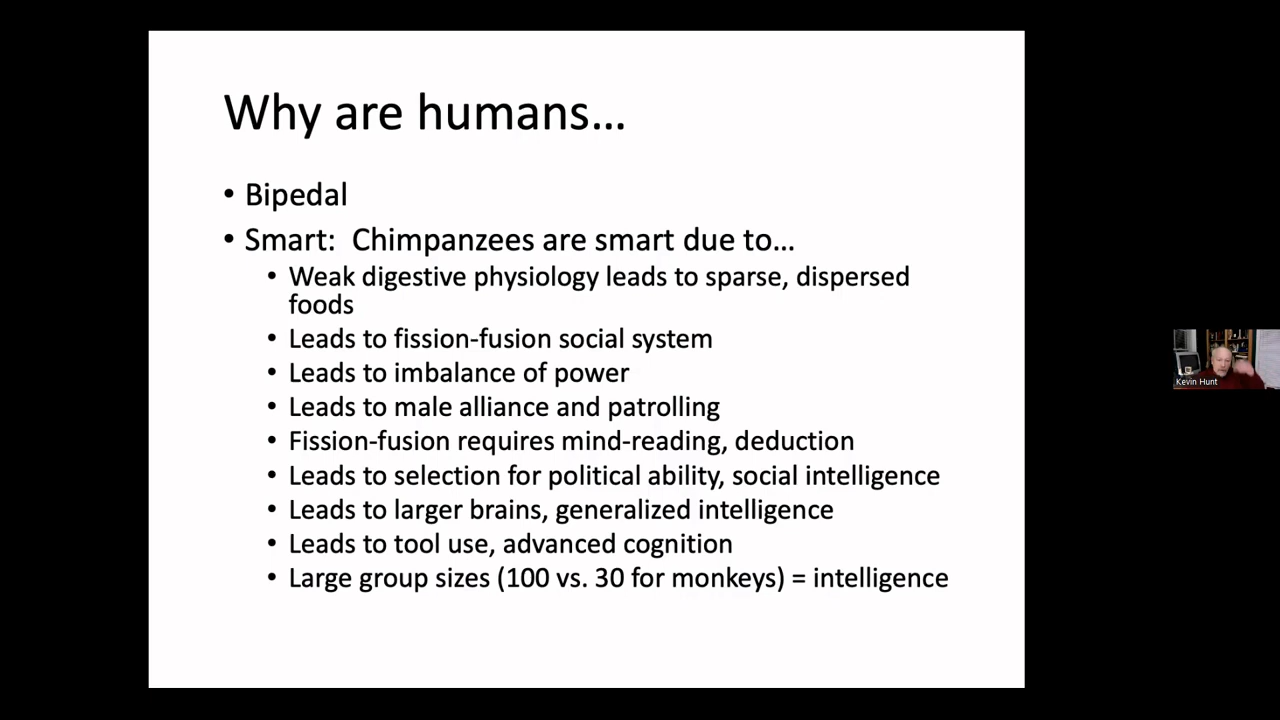 Why are humans...
• Bipedal
• Smart:  Chimpanzees are smart due to...
• Weak digestive physiology leads to sparse, dispersed
foods
• Leads to fission-fusion social system
• Leads to imbalance of power
• Leads to male alliance and patrolling
• Fission-fusion requires mind-reading, deduction
• Leads to selection for political ability, social intelligence
• Leads to larger brains, generalized intelligence
• Leads to tool use, advanced cognition
• Large group sizes (100 vs. 30 for monkeys) = intelligence
Kevin Hunt